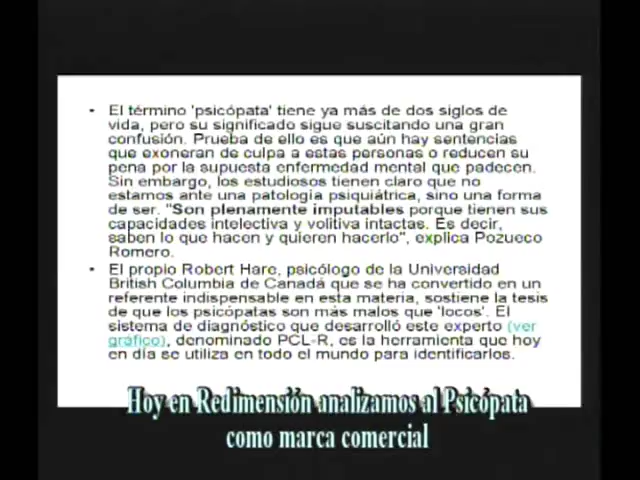 • El término 'psicópata' tiene ya más de dos siglos de
vida, pero su significado sigue suscitando una gran
confusión. Prueba de ello es que aún hay sentencias
que exoneran de culpa a estas personas o reducen su
pena por la supuesta enfermedad mental que padecen.
Sin embargo, los estudiosos tienen claro que no
estamos ante una patología psiquiátrica, sino una forma
de ser. "Son plenamente imputables porque tienen sus
capacidades intelectiva y volitiva intactas. Es decir,
saben lo que hacen y quieren hacerlo", explica Pozueco
Romero.
• El propio Robert Hare, psicólogo de la Universidad
British Columbia de Canadá que se ha convertido en un
referente indispensable en esta materia, sostiene la tesis
de que los psicópatas son más malos que 'locos'. El
sistema de diagnóstico que desarrolló este experto (ver
gráfico), denominado PCL-R, es la herramienta que hoy
en día se utiliza en todo el mundo para identificarlos.
Hoy en Redimensión analizamos al Psicópata
como marca comercial